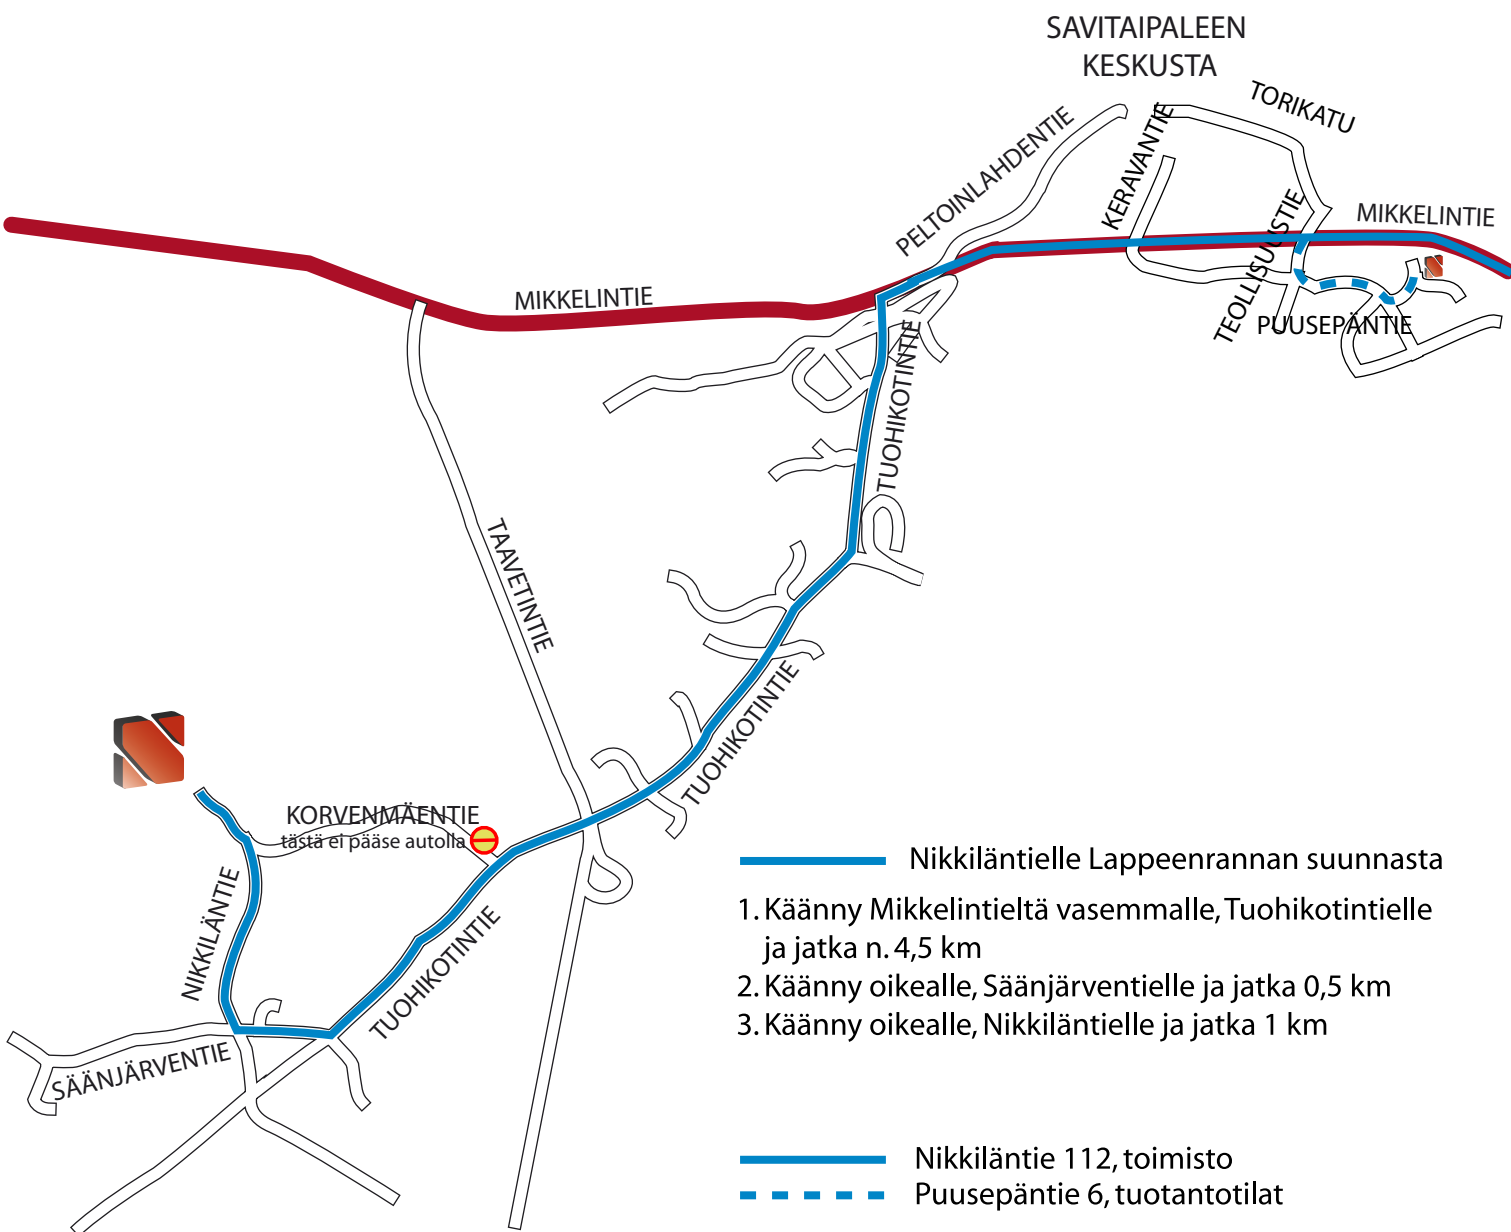 SAVITAIPALEEN
KESKUSTA
TORIKATU
PELTOINLAHDENTIE
KERAVANTIE
MIKKELINTIE
TEOLLISUUSTIE
MIKKELINTIE
PUUSEPÄNTIE
TUOHIKOTINTIE
TAAVETINTIE
TUOHIKOTINTIE
KORVENMÄENTIE
tästä ei pääse autolla
NIKKILÄNTIE
TUOHIKOTINTIE
SÄÄNJÄRVENTIE
Nikkiläntielle Lappeenrannan suunnasta
1. Käänny Mikkelintieltä vasemmalle, Tuohikotintielle
ja jatka n. 4,5 km
2. Käänny oikealle, Säänjärventielle ja jatka 0,5 km
3. Käänny oikealle, Nikkiläntielle ja jatka 1 km
Nikkiläntie 112, toimisto
Puusepäntie 6, tuotantotilat